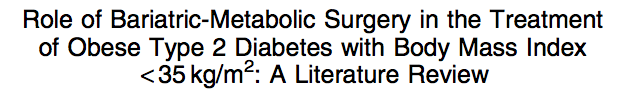 Role of Bariatric-Metabolic Surgery in the Treatment
of Obese Type 2 Diabetes with Body Mass Index
<35 kg/m²: A Literature Review